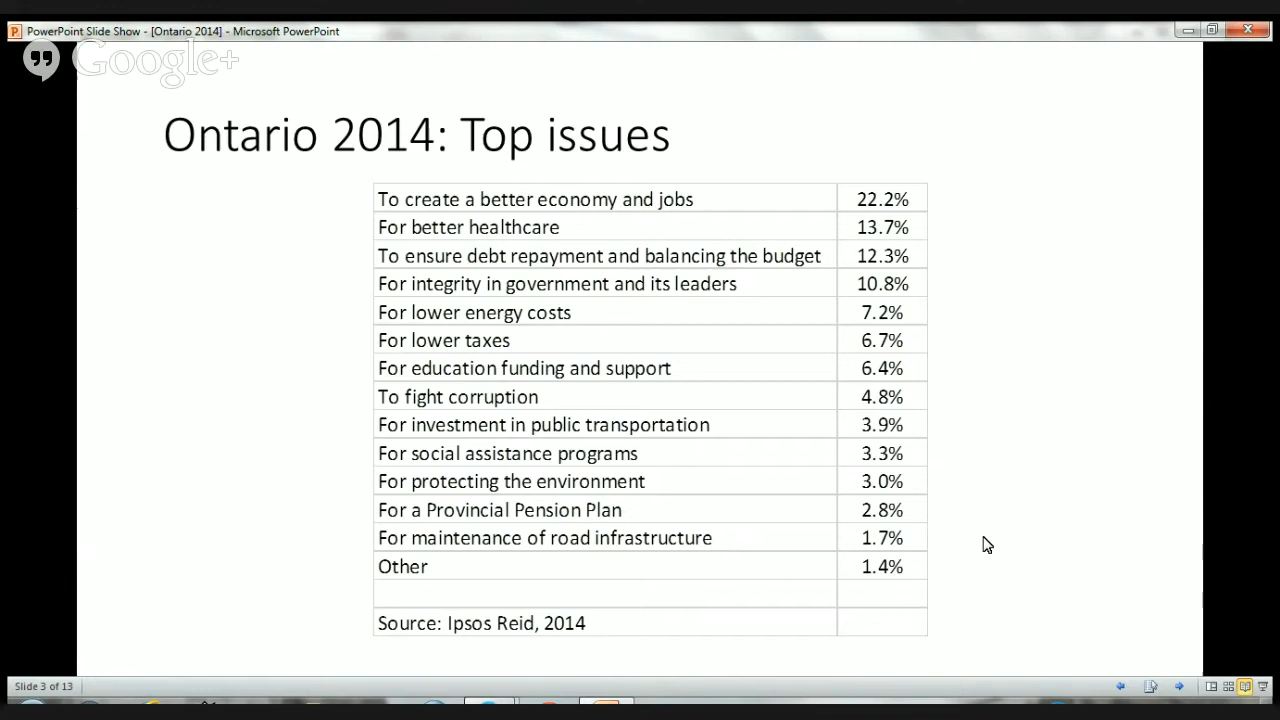 PowerPoint Slide Show - [Ontario 2014] - Microsoft PowerPoint
Google+
Ontario 2014: Top issues
To create a better economy and jobs 22.2%
For better healthcare 13.7%
To ensure debt repayment and balancing the budget 12.3%
For integrity in government and its leaders 10.8%
For lower energy costs 7.2%
For lower taxes 6.7%
For education funding and support 6.4%
To fight corruption 4.8%
For investment in public transportation 3.9%
For social assistance programs 3.3%
For protecting the environment 3.0%
For a Provincial Pension Plan 2.8%
For maintenance of road infrastructure 1.7%
Other 1.4%
Source: Ipsos Reid, 2014
Slide 3 of 13